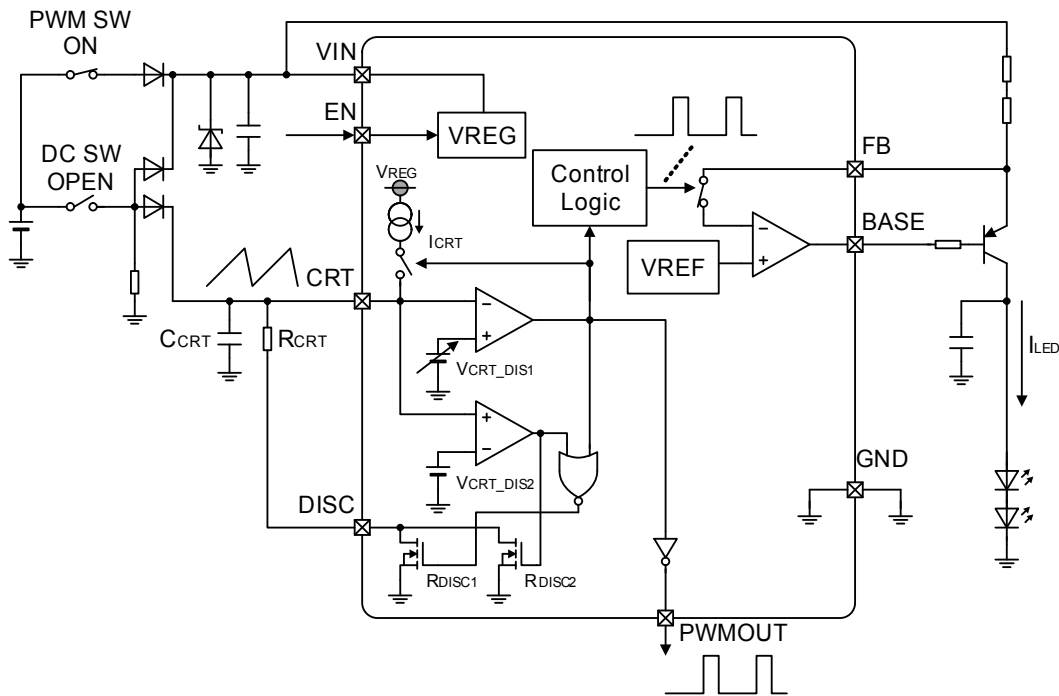 PWM SW
ON
VIN
EN
VREG
DC SW
OPEN
VREG
ICRT
Control
Logic
FB
BASE
VREF
CRT
CCRT
RCRT
VCRT_DIS1
ILED
VCRT_DIS2
GND
DISC
RDISC1
RDISC2
PWMOUT